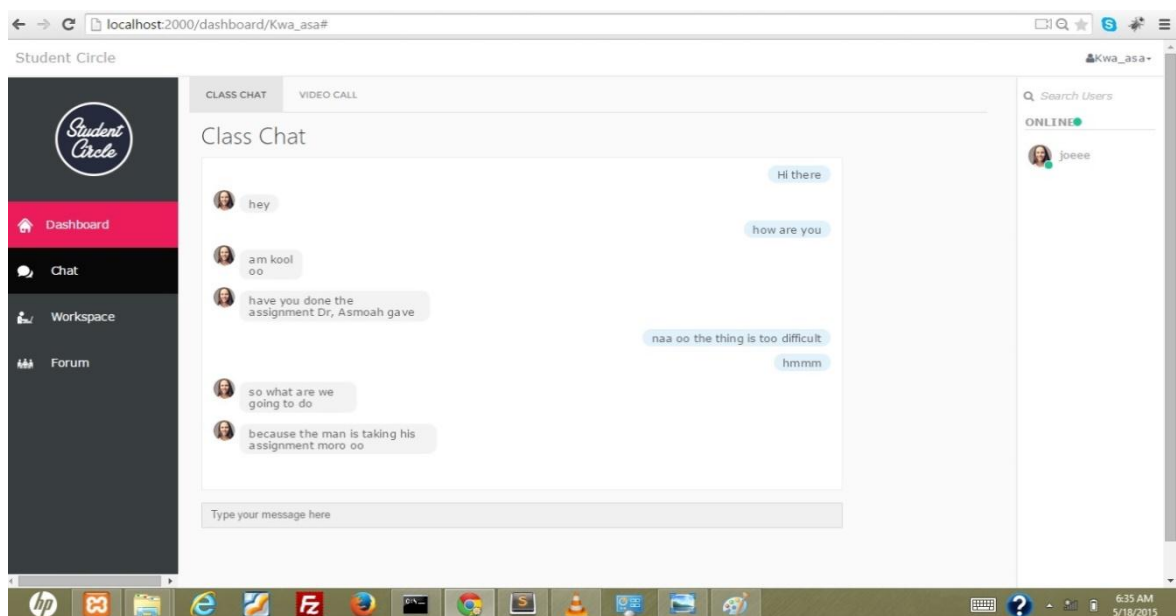 localhost:2000/dashboard/Kwa_asa#
Student Circle
Kwa_asa
Student
Circle
Dashboard
Chat
Workspace
Forum
CLASS CHAT VIDEO CALL
Class Chat
Hi there
hey
how are you
am kool
oo
have you done the
assignment Dr, Asmoah gave
naa oo the thing is too difficult
hmmm
so what are we
going to do
because the man is taking his
assignment moro oo
Type your message here
Search Users
ONLINE
joeee
hp
6:35 AM
5/18/2015